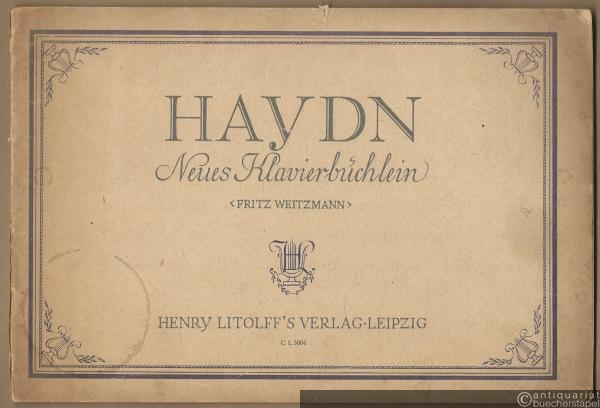 HAYDN
Neues Klavierbüchlein
<FRITZ WEITZMANN>
HENRY LITOLFF'S VERLAG·LEIPZIG
C L 5004
©antiquariat
buecherstapel